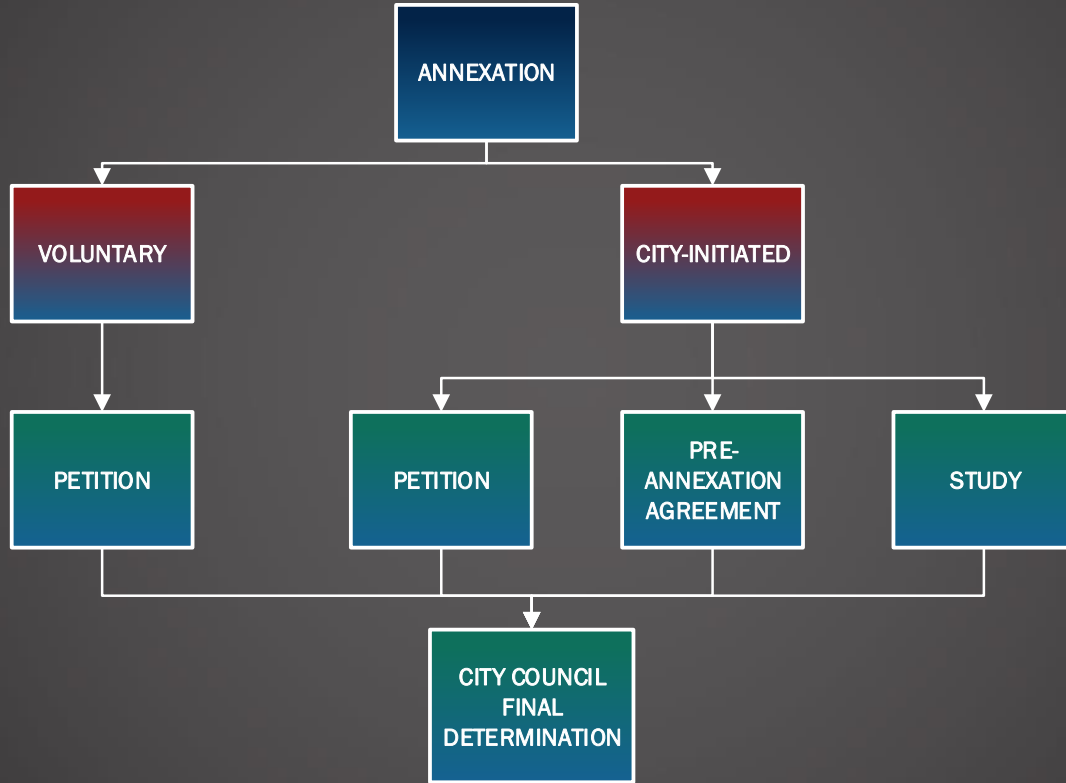 ANNEXATION
VOLUNTARY
CITY-INITIATED
PETITION
PETITION
PRE-
ANNEXATION
AGREEMENT
STUDY
CITY COUNCIL
FINAL
DETERMINATION